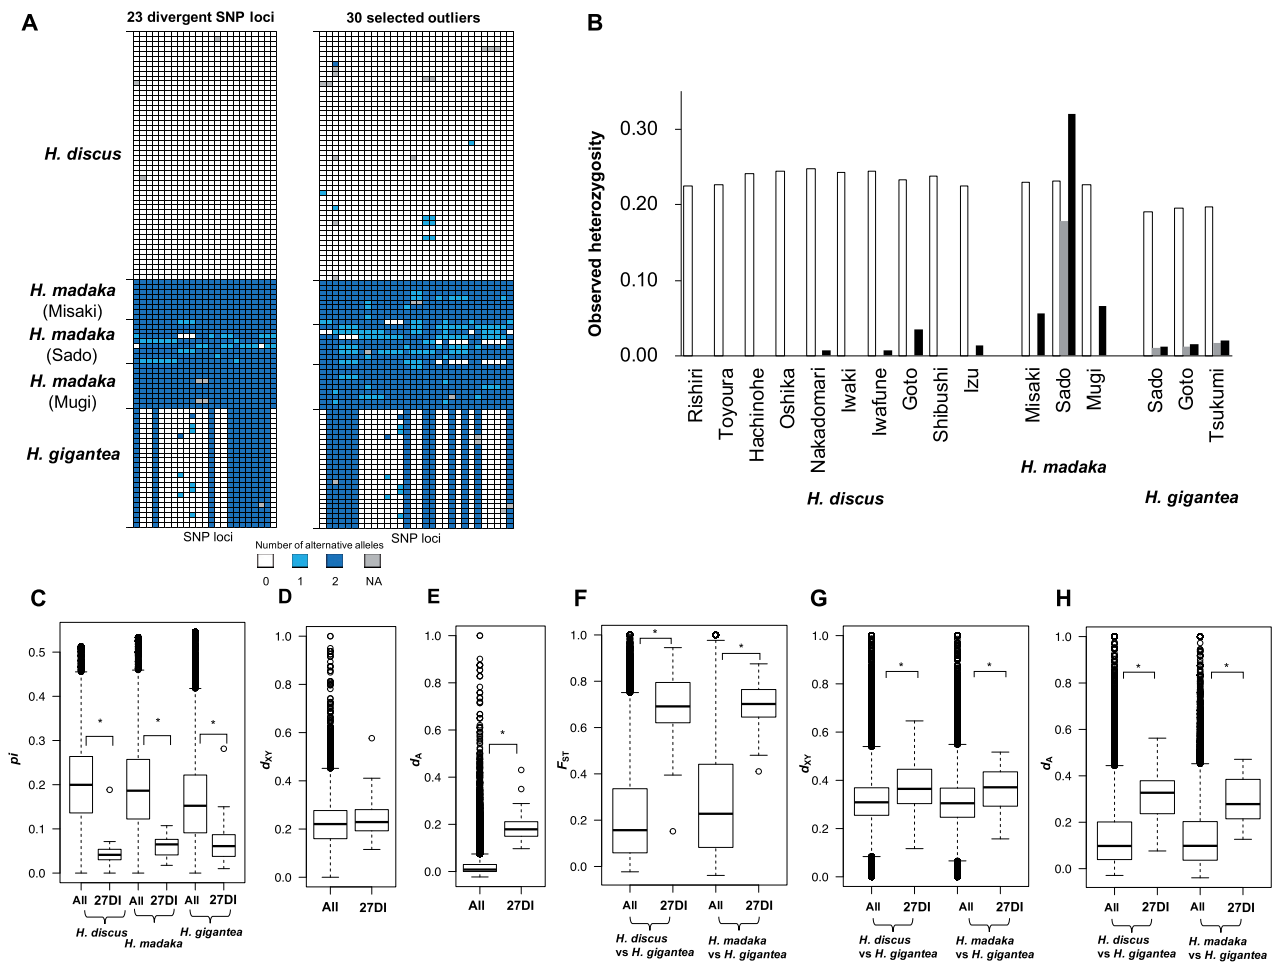 A
23 divergent SNP loci
30 selected outliers
H. discus
H. madaka
(Misaki)
H. madaka
(Sado)
H. madaka
(Mugi)
H. gigantea
SNP loci
SNP loci
Number of alternative alleles
0 1 2 NA
B
Observed heterozygosity
0.30
0.20
0.10
0.00
Rishiri
Toyoura
Hachinohe
Oshika
Nakadomari
Iwaki
Iwafune
Goto
Shibushi
Izu
Misaki
Sado
Mugi
Sado
Goto
Tsukumi
H. discus
H. madaka
H. gigantea
C
pi
0.5
0.4
0.3
0.2
0.1
0.0
* * *
All 27DI All 27DI All 27DI
H. discus
H. madaka
H. gigantea
D
dXY
1.0
0.8
0.6
0.4
0.2
0.0
All 27DI
E
dA
1.0
0.8
0.6
0.4
0.2
0.0
*
All 27DI
F
FST
1.0
0.8
0.6
0.4
0.2
0.0
* *
All 27DI All 27DI
H. discus
vs H. gigantea
H. madaka
vs H. gigantea
G
dXY
1.0
0.8
0.6
0.4
0.2
0.0
* *
All 27DI All 27DI
H. discus
vs H. gigantea
H. madaka
vs H. gigantea
H
dA
1.0
0.8
0.6
0.4
0.2
0.0
* *
All 27DI All 27DI
H. discus
vs H. gigantea
H. madaka
vs H. gigantea